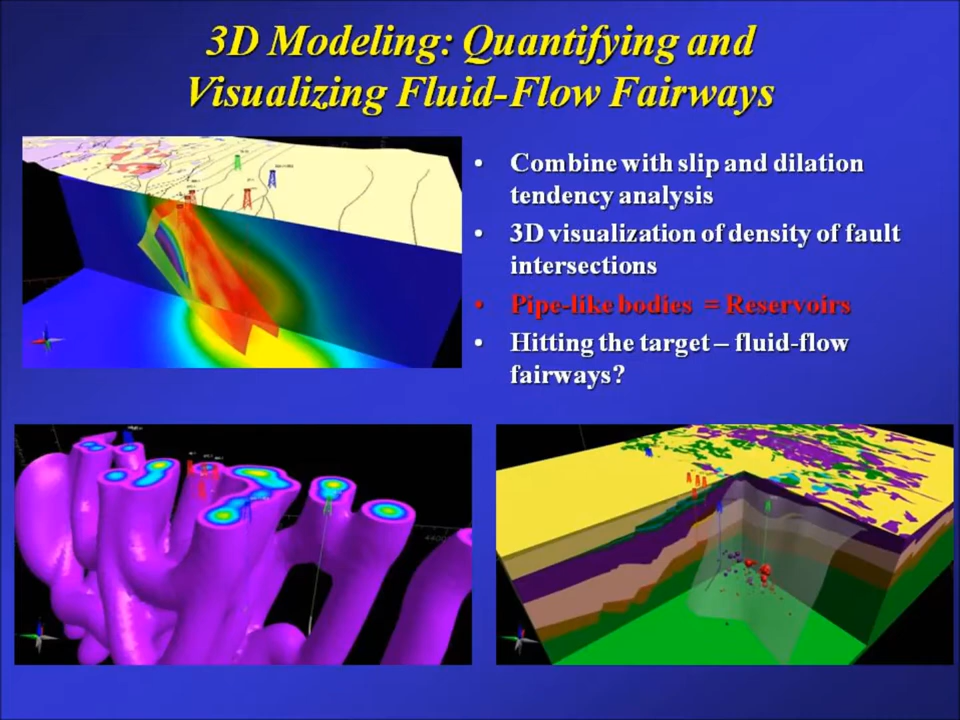 3D Modeling: Quantifying and
Visualizing Fluid-Flow Fairways
• Combine with slip and dilation
tendency analysis
• 3D visualization of density of fault
intersections
• Pipe-like bodies = Reservoirs
• Hitting the target – fluid-flow
fairways?